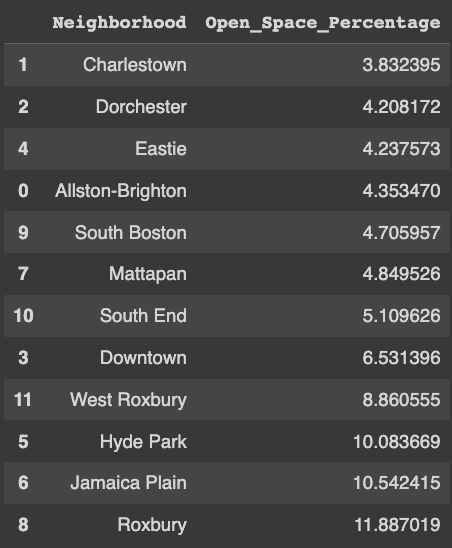 Neighborhood Open_Space_Percentage
1 Charlestown 3.832395
2 Dorchester 4.208172
4 Eastie 4.237573
0 Allston-Brighton 4.353470
9 South Boston 4.705957
7 Mattapan 4.849526
10 South End 5.109626
3 Downtown 6.531396
11 West Roxbury 8.860555
5 Hyde Park 10.083669
6 Jamaica Plain 10.542415
8 Roxbury 11.887019